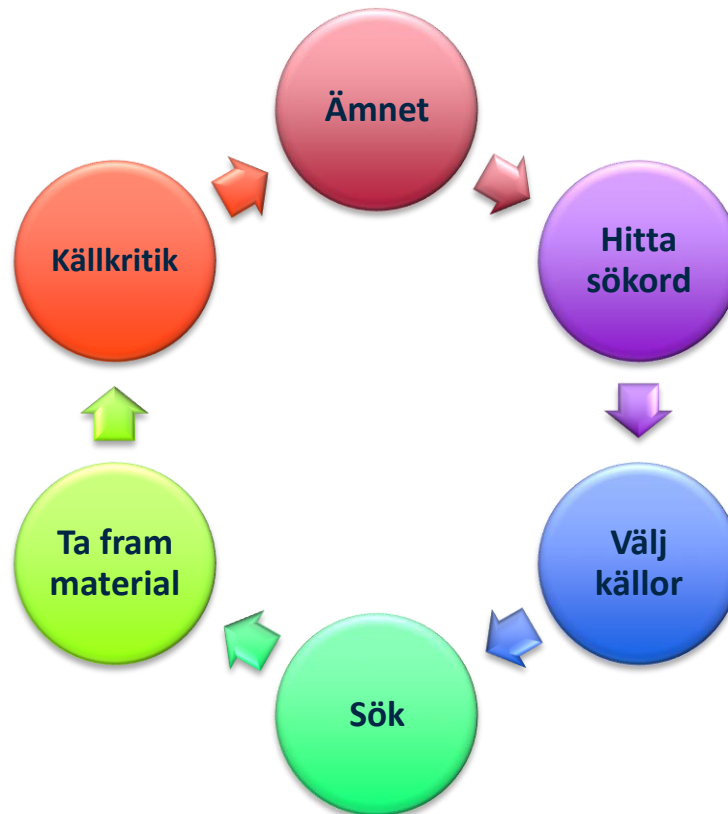 Ämnet
Hitta
sökord
Välj
källor
Sök
Ta fram
material
Källkritik